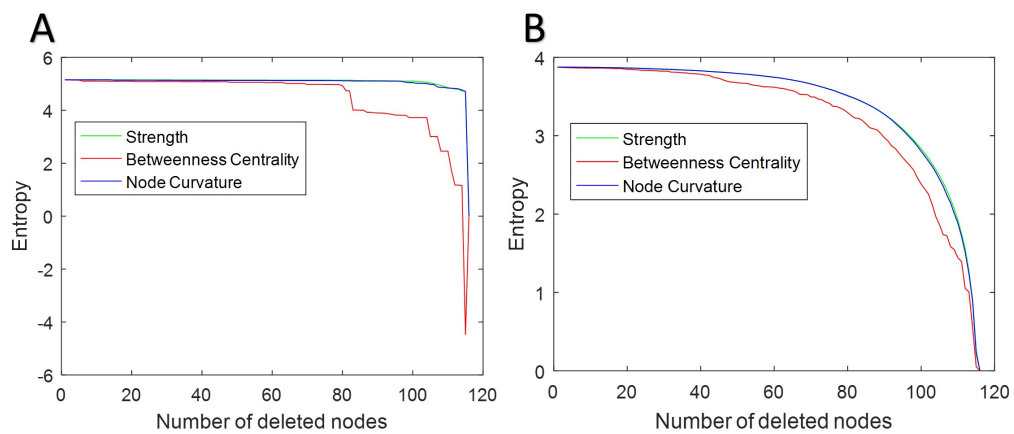 A
6
4
2
0
-2
-4
-6
Entropy
Strength
Betweenness Centrality
Node Curvature
0 20 40 60 80 100 120
Number of deleted nodes
B
4
3
2
1
0
Entropy
Strength
Betweenness Centrality
Node Curvature
0 20 40 60 80 100 120
Number of deleted nodes